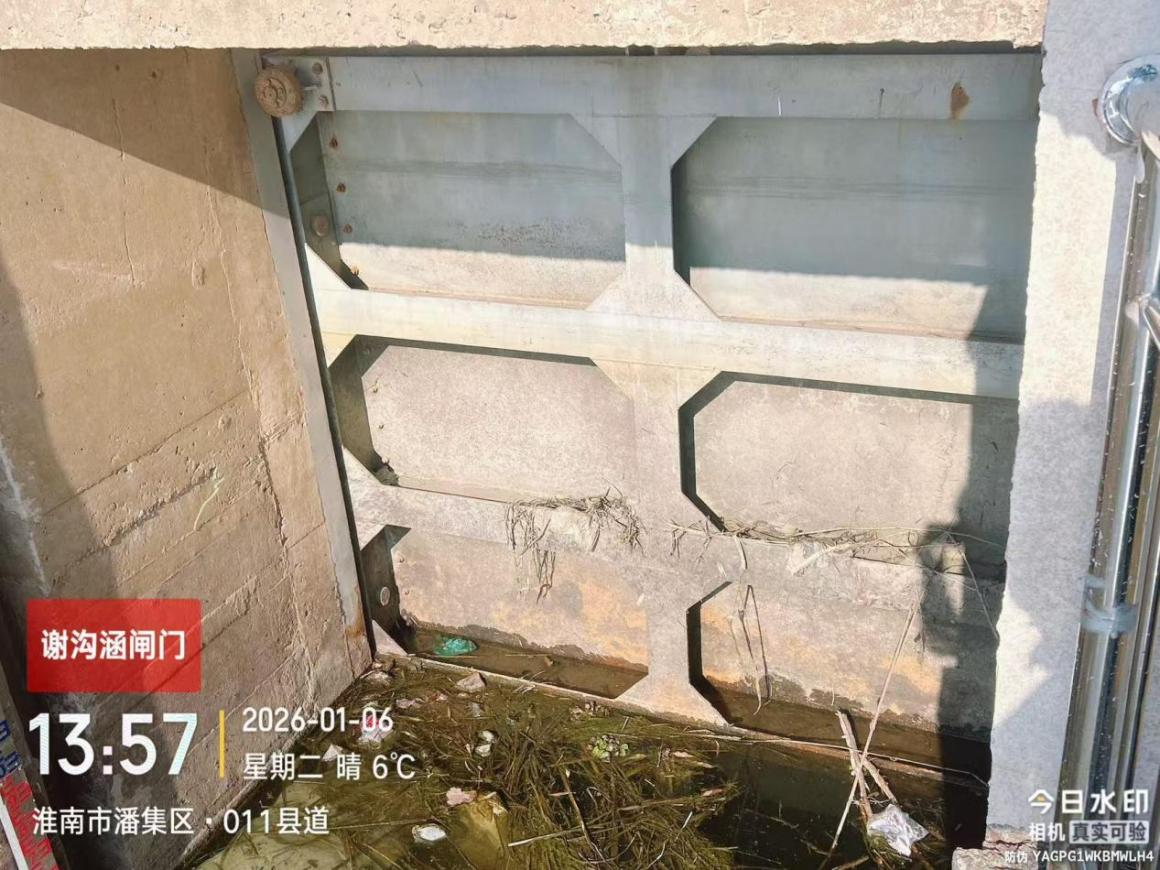 谢沟涵闸门
13:57
2026-01-06
星期二 晴 6℃
淮南市潘集区·011县道
今日水印
相机 真实可验
防伪 YAGPG1WKBMWLH4